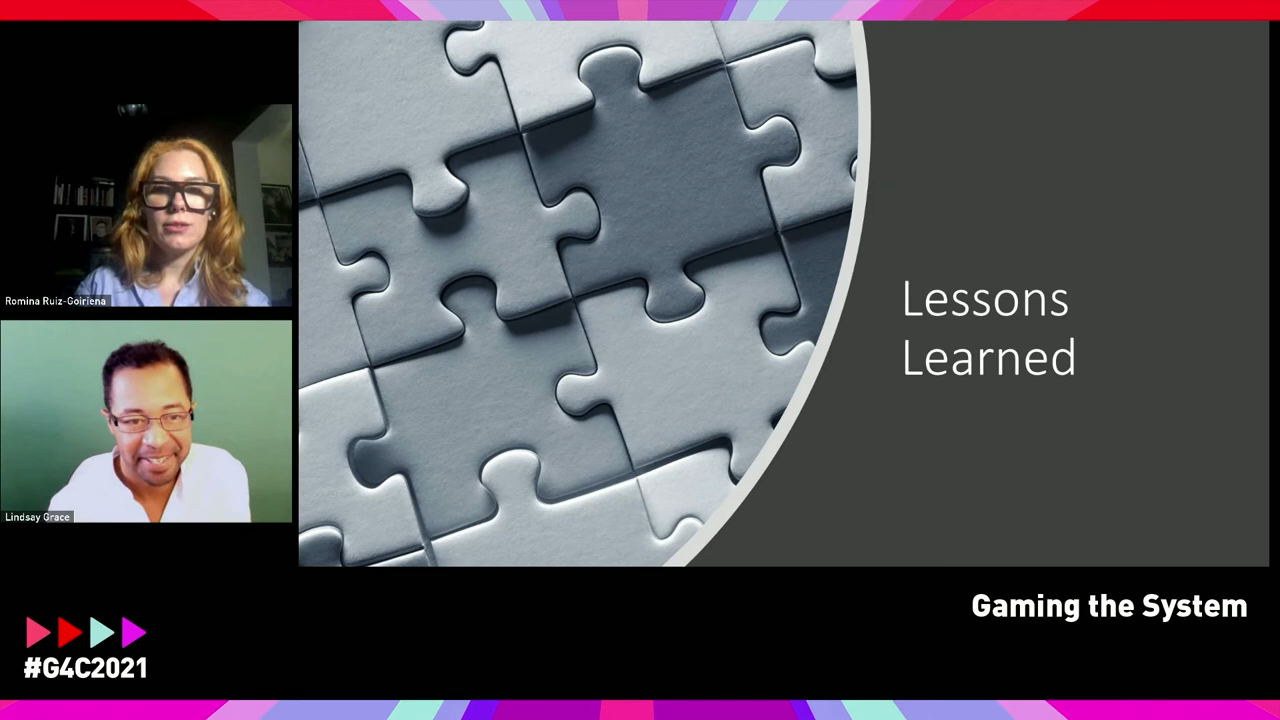 Romina Ruiz-Goiriena
Lindsay Grace
Lessons
Learned
Gaming the System
#G4C2021